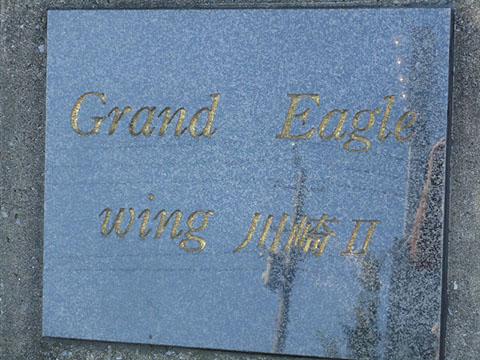 Grand Eagle
wing 川崎 II